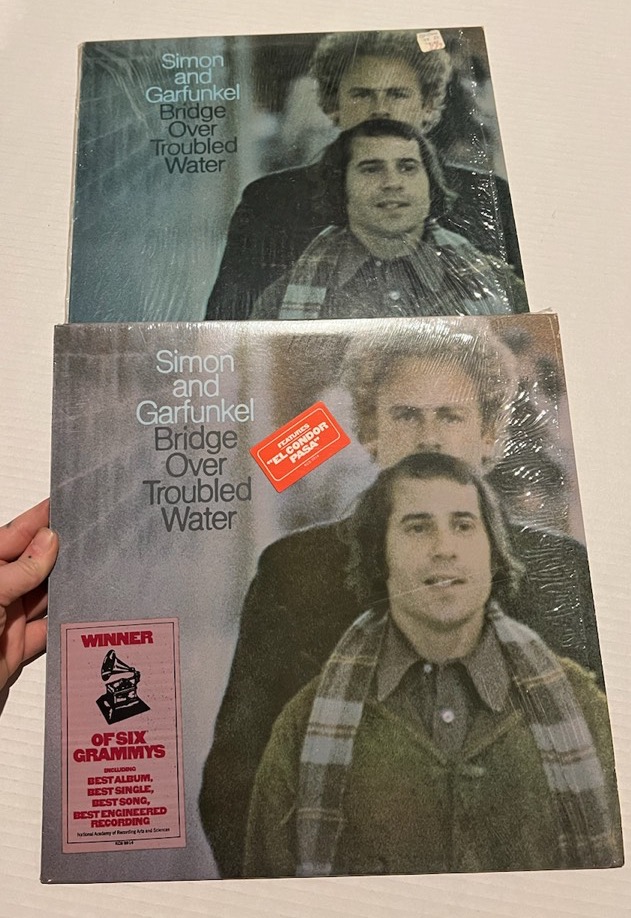 Simon
and
Garfunkel
Bridge
Over
Troubled
Water
Simon
and
Garfunkel
Bridge
Over
Troubled
Water
FEATURES
"EL CONDOR
PASA"
WINNER
OF SIX
GRAMMYS
INCLUDING
BEST ALBUM,
BEST SINGLE,
BEST SONG,
BEST ENGINEERED
RECORDING
National Academy of Recording Arts and Sciences